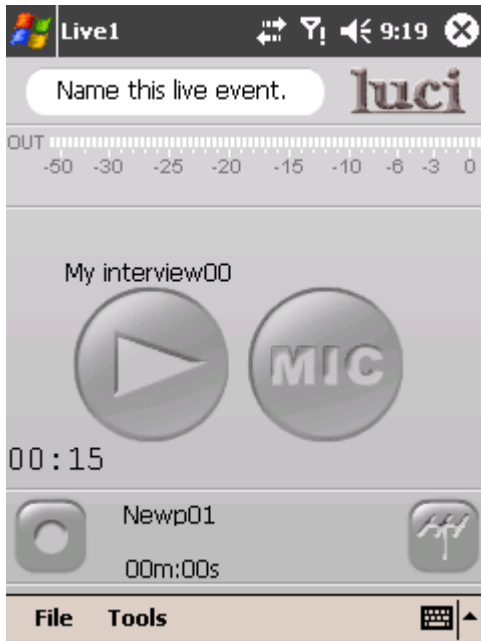 Live1 9:19
Name this live event. luci
OUT
-50 -30 -25 -20 -15 -10 -6 -3 0
My interview00
MIC
00:15
Newp01
00m:00s
File Tools